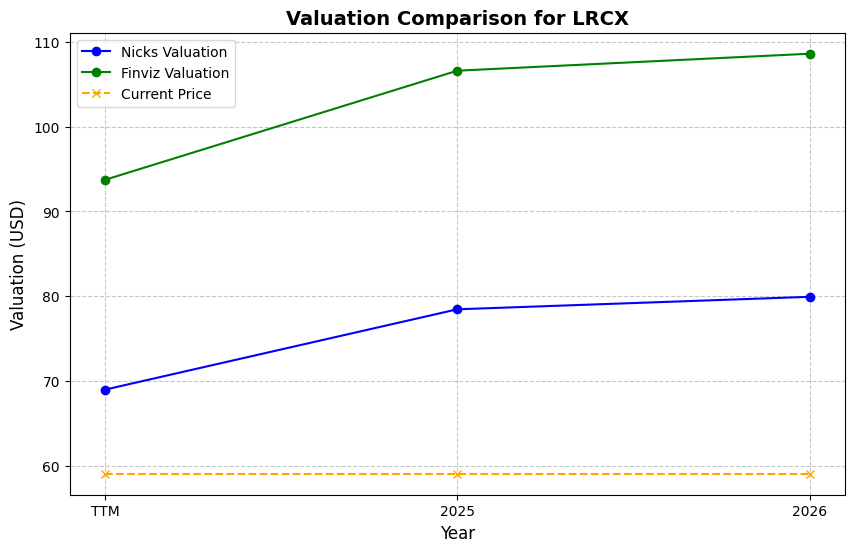 Valuation Comparison for LRCX
Nicks Valuation
Finviz Valuation
Current Price
Valuation (USD)
110
100
90
80
70
60
TTM
2025
2026
Year